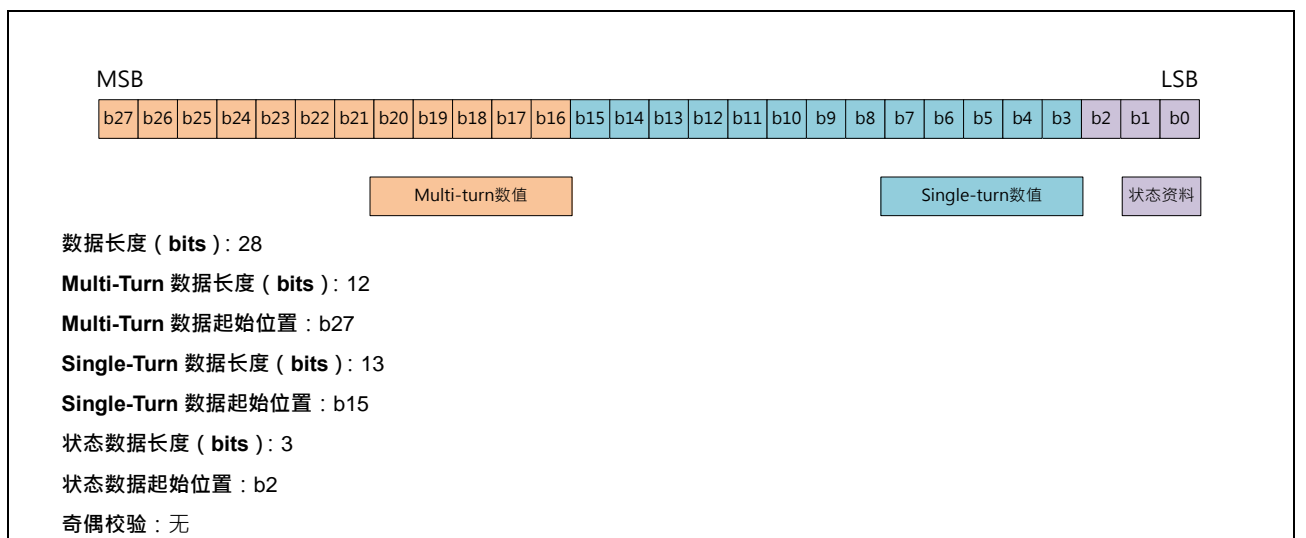 MSB LSB
b27 b26 b25 b24 b23 b22 b21 b20 b19 b18 b17 b16 b15 b14 b13 b12 b11 b10 b9 b8 b7 b6 b5 b4 b3 b2 b1 b0
Multi-turn数值 Single-turn数值 状态资料
数据长度（bits）：28
Multi-Turn 数据长度（bits）：12
Multi-Turn 数据起始位置：b27
Single-Turn 数据长度（bits）：13
Single-Turn 数据起始位置：b15
状态数据长度（bits）：3
状态数据起始位置：b2
奇偶校验：无